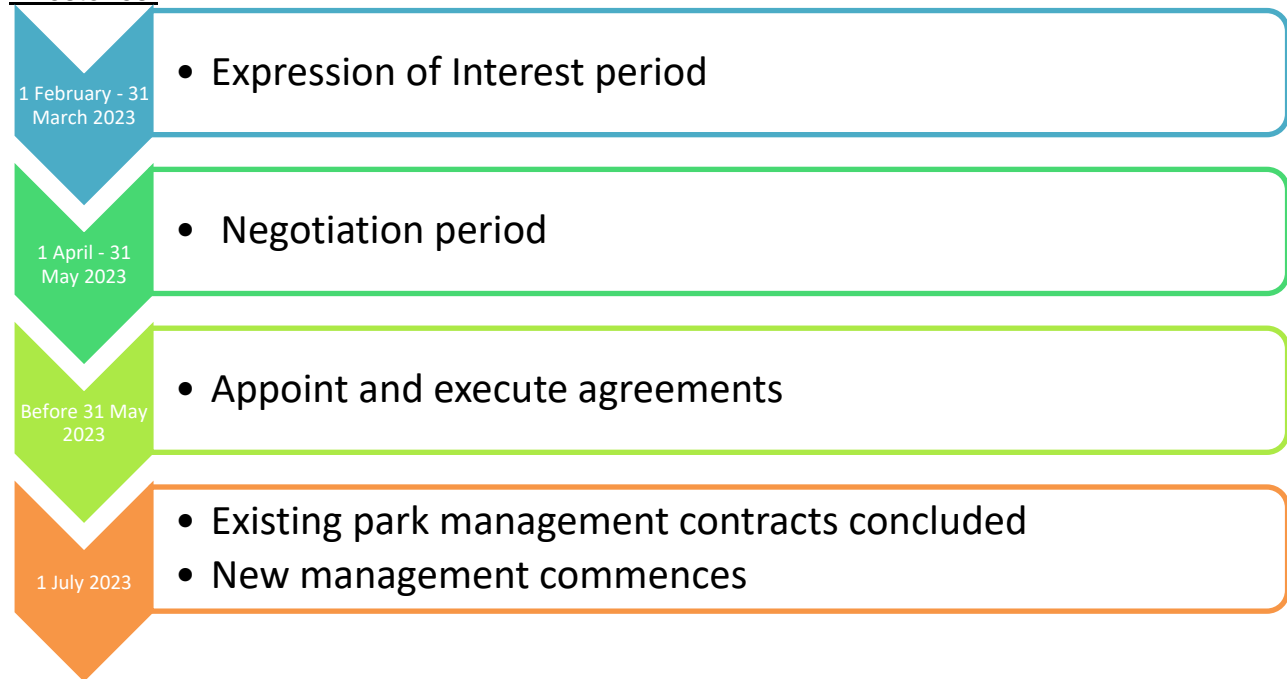 1 February - 31
March 2023
• Expression of Interest period
1 April - 31
May 2023
• Negotiation period
Before 31 May
2023
• Appoint and execute agreements
1 July 2023
• Existing park management contracts concluded
• New management commences